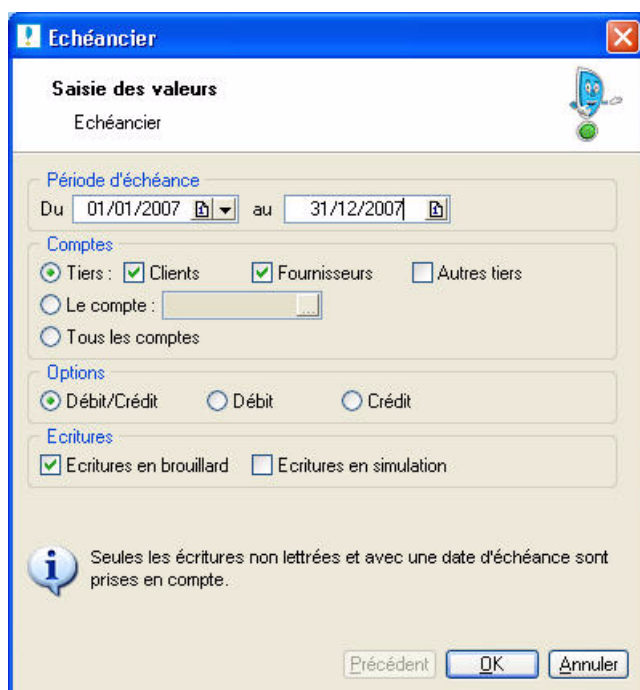 Echéancier
Saisie des valeurs
Echéancier
Période d'échéance
Du 01/01/2007 au 31/12/2007
Comptes
Tiers : Clients Fournisseurs Autres tiers
Le compte : ...
Tous les comptes
Options
Débit/Crédit Débit Crédit
Ecritures
Ecritures en brouillard Ecritures en simulation
Seules les écritures non lettrées et avec une date d'échéance sont
prises en compte.
Précédent OK Annuler